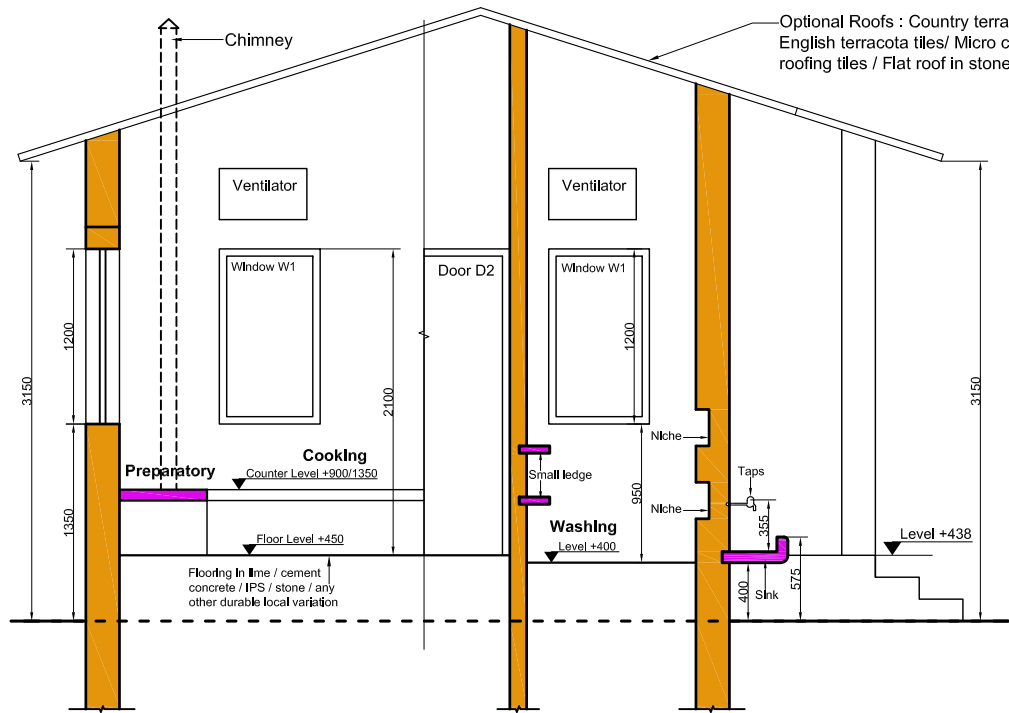 Optional Roofs : Country terra
English terracota tiles/ Micro c
roofing tiles / Flat roof in stone
Chimney
Ventilator
Ventilator
Window W1
Door D2
Window W1
1200
1200
3150
2100
3150
Niche
Cooking
Preparatory
Counter Level +900/1350
Small ledge
Taps
950
1350
Niche
355
Washing
Floor Level +450
Level +400
Level +438
575
400
Sink
Flooring in lime / cement
concrete / IPS / stone / any
other durable local variation